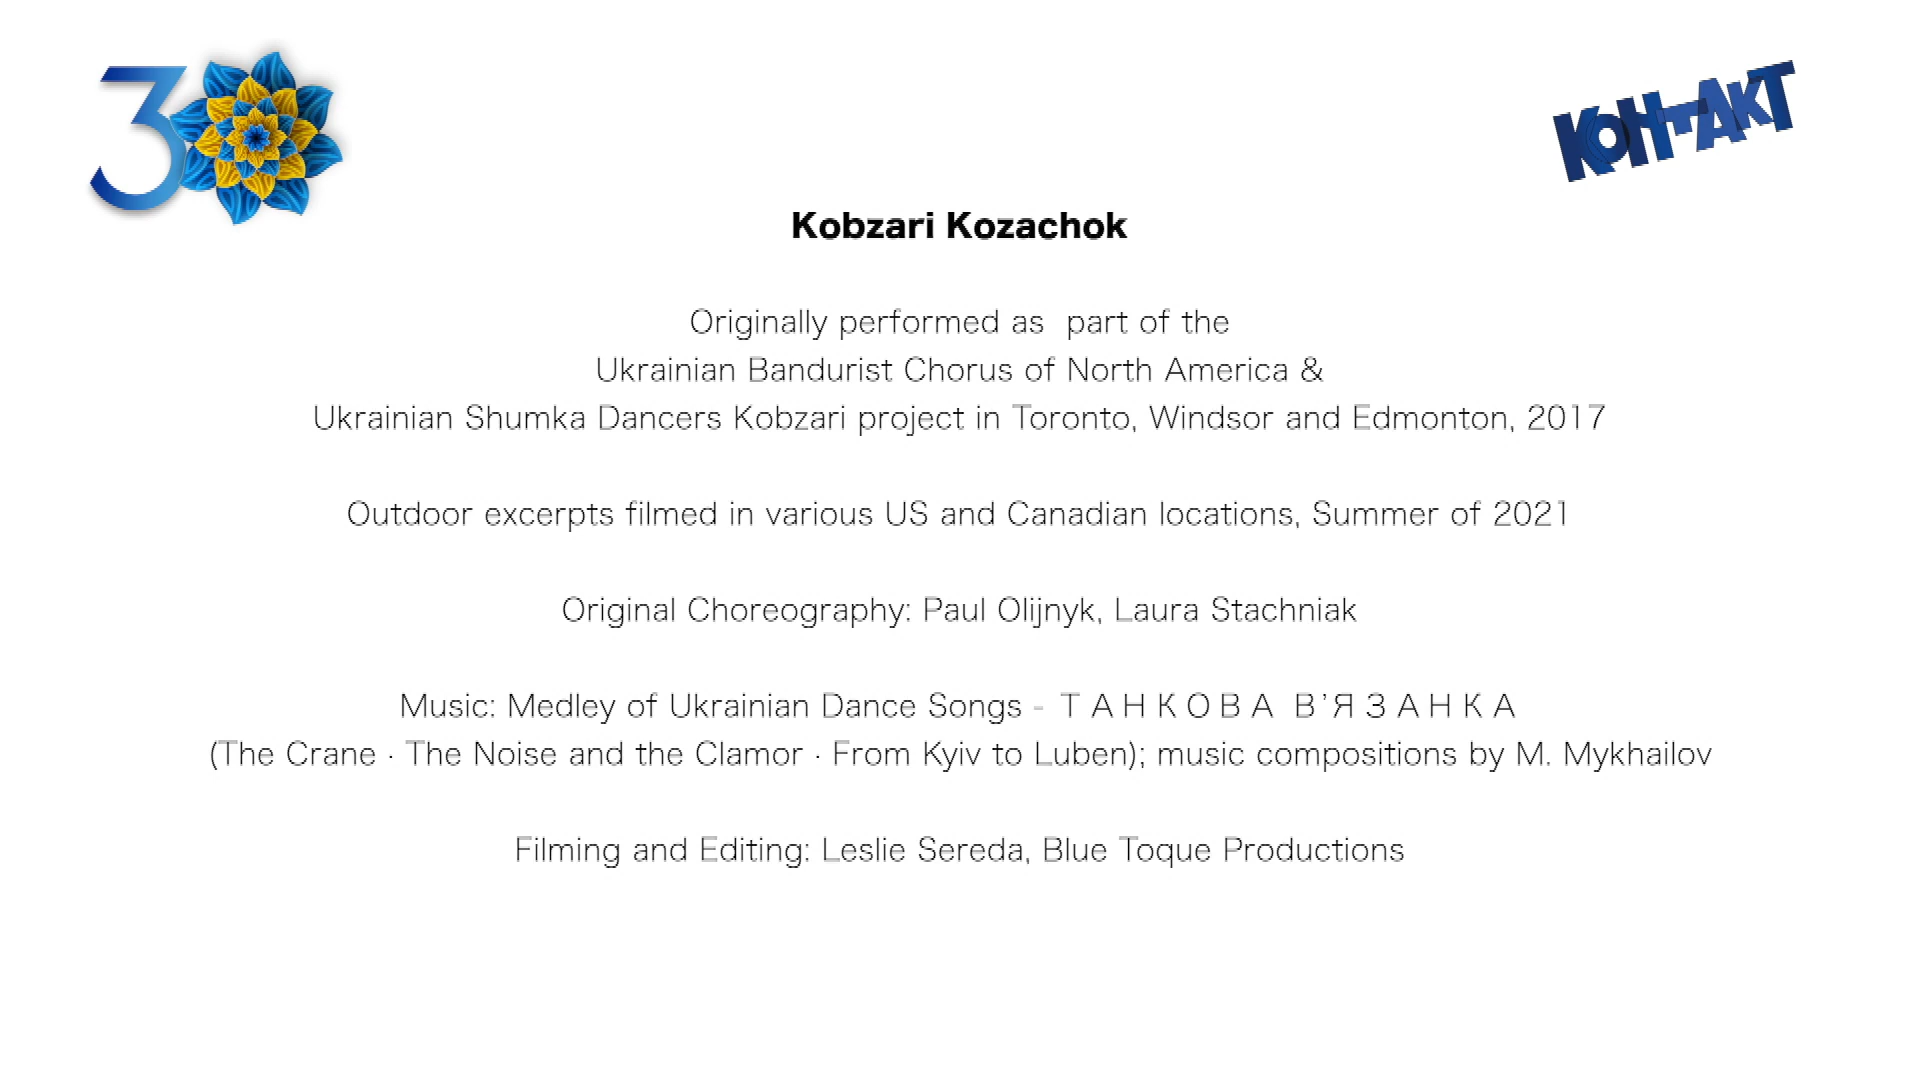 30
КОНТАКТ
Kobzari Kozachok
Originally performed as  part of the
Ukrainian Bandurist Chorus of North America &
Ukrainian Shumka Dancers Kobzari project in Toronto, Windsor and Edmonton, 2017
Outdoor excerpts filmed in various US and Canadian locations, Summer of 2021
Original Choreography: Paul Olijnyk, Laura Stachniak
Music: Medley of Ukrainian Dance Songs - Т А Н К О В А  В’Я З А Н К А
(The Crane · The Noise and the Clamor · From Kyiv to Luben); music compositions by M. Mykhailov
Filming and Editing: Leslie Sereda, Blue Toque Productions